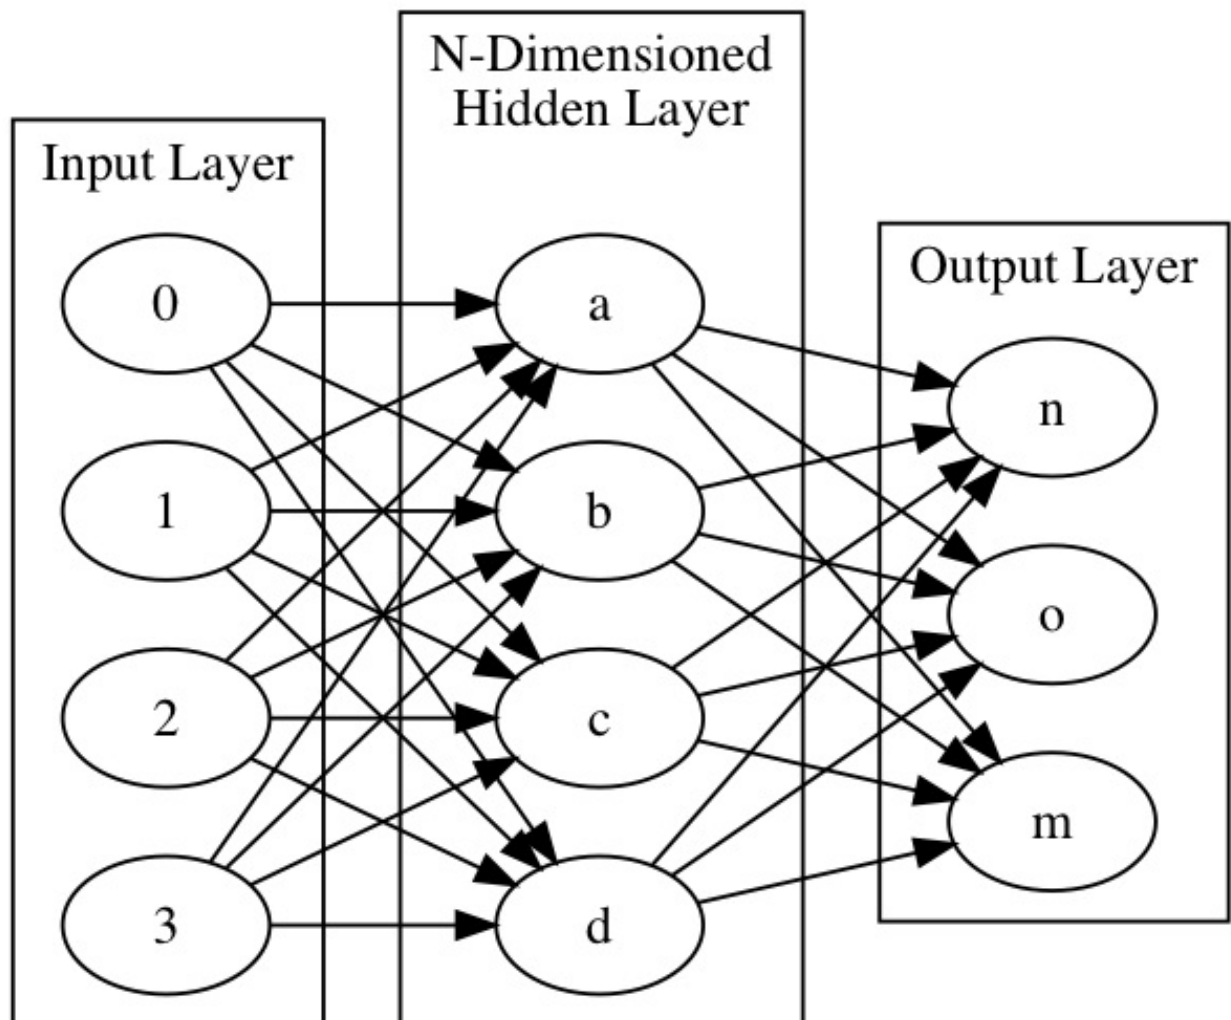 Input Layer
0
1
2
3
N-Dimensioned
Hidden Layer
a
b
c
d
Output Layer
n
o
m